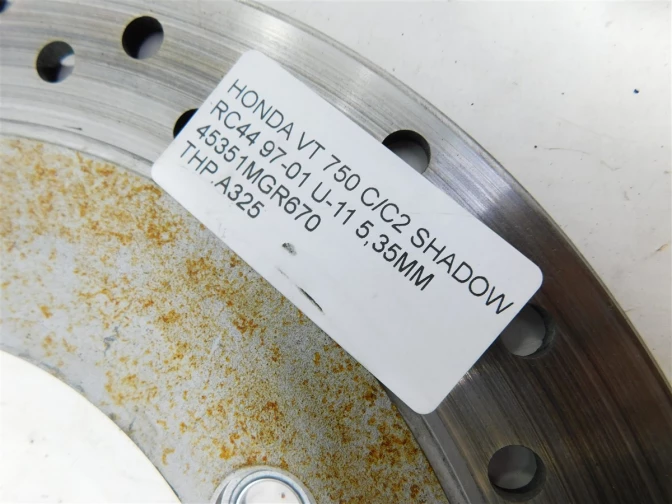 HONDA VT 750 C/C2 SHADOW
RC44 97-01 U-11 5,35MM
45351MGR670
THP A325